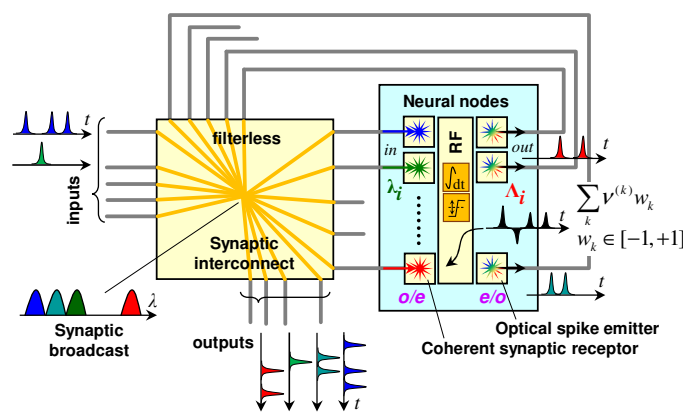 Neural nodes
filterless
t
inputs
in
out
RF
t
λi
Λi
∫dt
∑ ν(k) wk
k
t
wk ∈ [-1,+1]
Synaptic
interconnect
λ
o/e
e/o
t
Synaptic
broadcast
outputs
Optical spike emitter
Coherent synaptic receptor
t